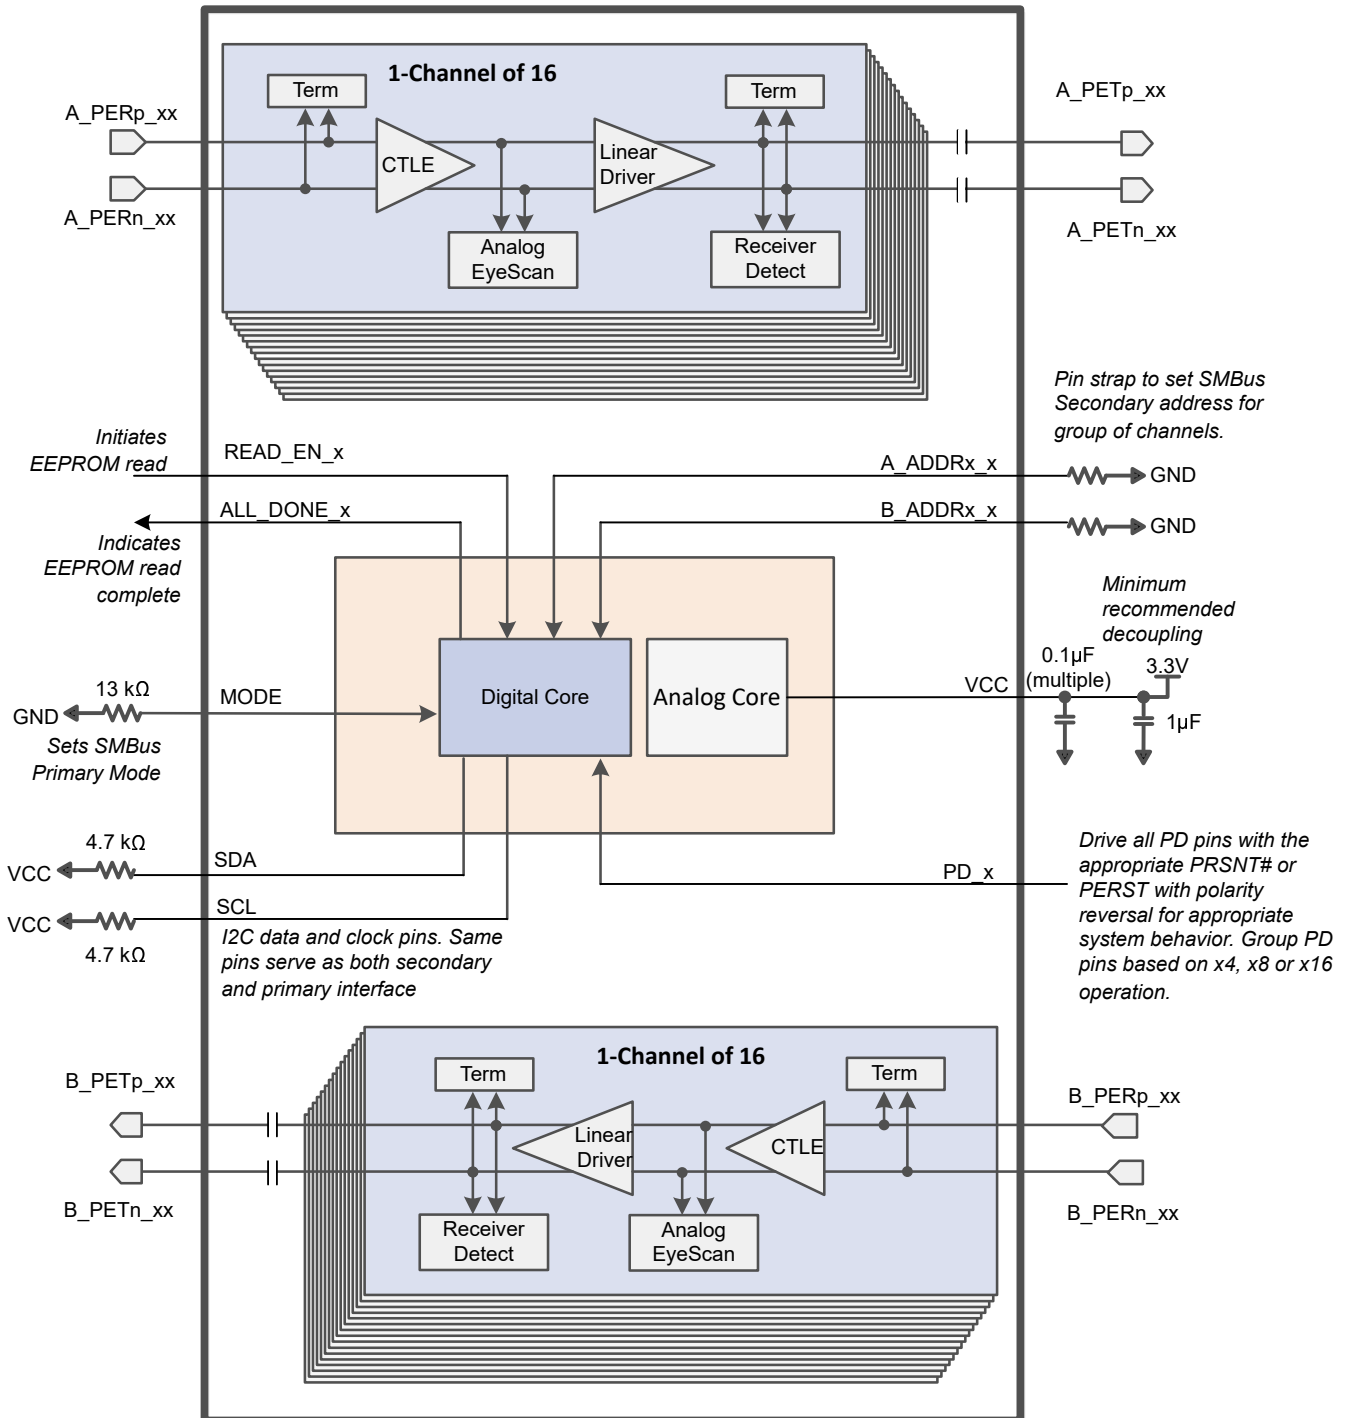 1-Channel of 16
Term
Term
A_PERp_xx
A_PETp_xx
CTLE
Linear
Driver
A_PERn_xx
A_PETn_xx
Analog
EyeScan
Receiver
Detect
Pin strap to set SMBus
Secondary address for
group of channels.
Initiates
EEPROM read
READ_EN_x
A_ADDRx_x
GND
ALL_DONE_x
B_ADDRx_x
GND
Indicates
EEPROM read
complete
Minimum
recommended
decoupling
0.1µF
(multiple)
3.3V
1µF
VCC
Digital Core
Analog Core
13 kΩ
GND
MODE
Sets SMBus
Primary Mode
4.7 kΩ
VCC
SDA
VCC
SCL
4.7 kΩ
I2C data and clock pins. Same
pins serve as both secondary
and primary interface
PD_x
Drive all PD pins with the
appropriate PRSNT# or
PERST with polarity
reversal for appropriate
system behavior. Group PD
pins based on x4, x8 or x16
operation.
1-Channel of 16
Term
Term
B_PETp_xx
B_PERp_xx
Linear
Driver
CTLE
B_PETn_xx
B_PERn_xx
Receiver
Detect
Analog
EyeScan